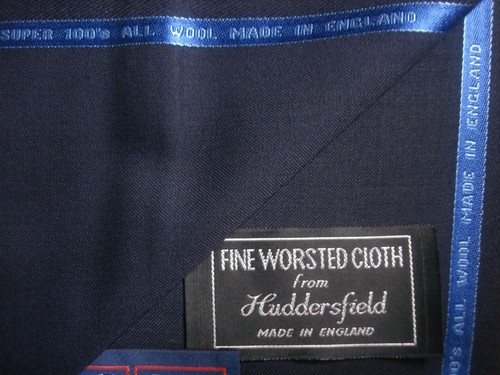 SUPER 100's ALL WOOL MADE IN ENGLAND
00's ALL WOOL MADE IN ENGLAND
FINE WORSTED CLOTH
from
Huddersfield
MADE IN ENGLAND